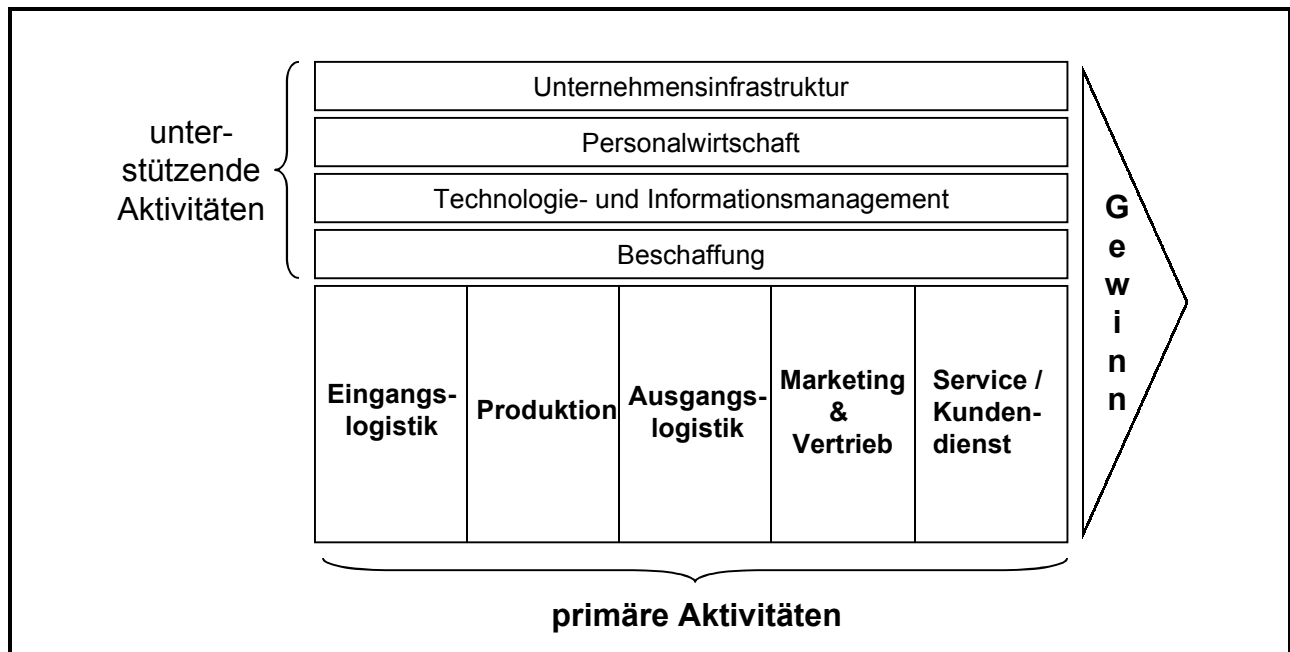 Unternehmensinfrastruktur
Personalwirtschaft
Technologie- und Informationsmanagement
Beschaffung
unter-
stützende
Aktivitäten
Eingangs-
logistik
Produktion
Ausgangs-
logistik
Marketing
&
Vertrieb
Service /
Kunden-
dienst
G
e
w
i
n
n
primäre Aktivitäten